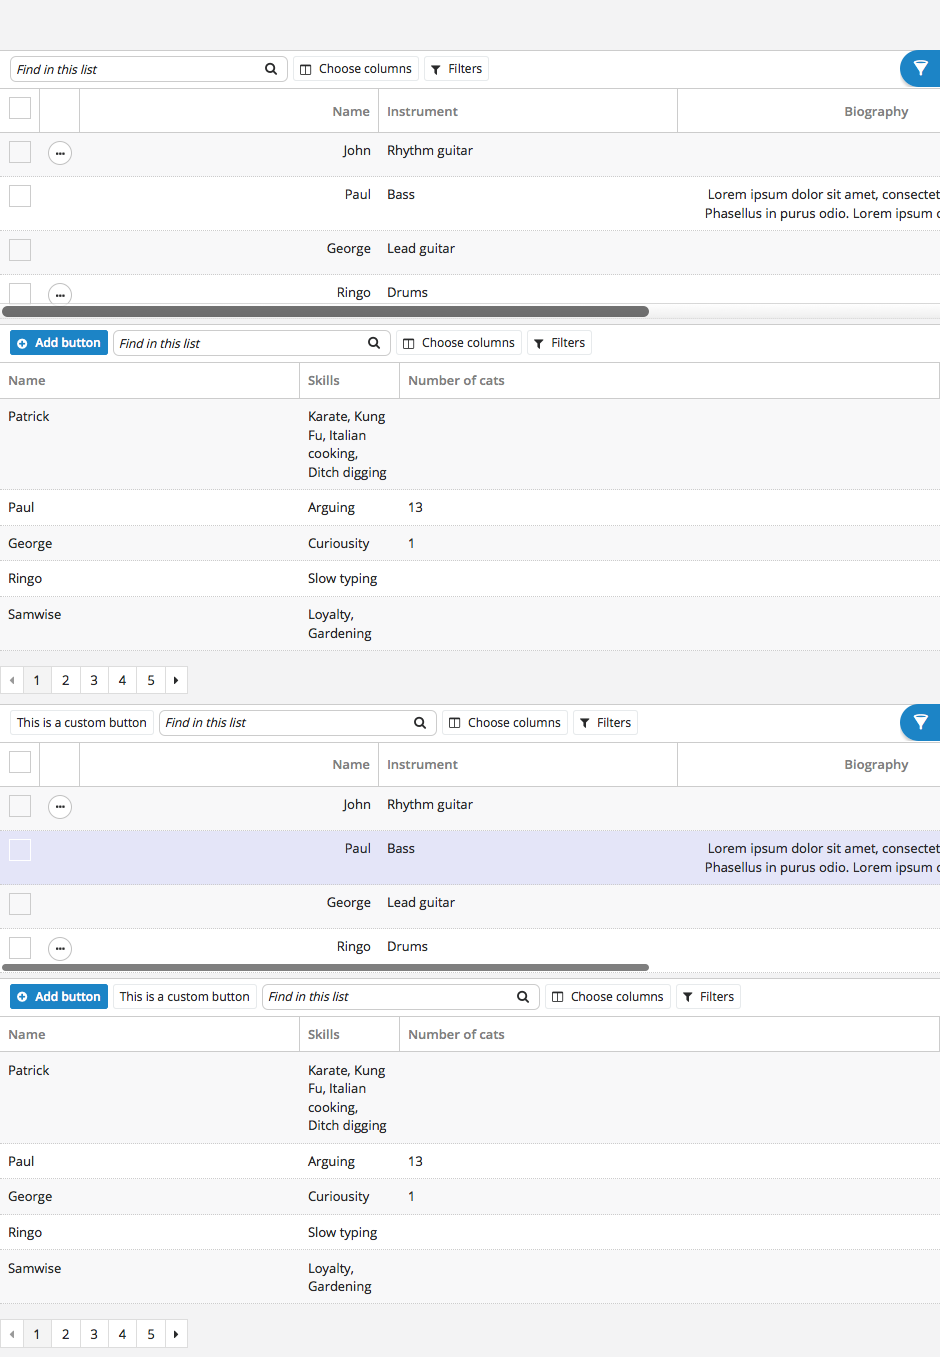 Find in this list Choose columns Filters
Name Instrument Biography
John Rhythm guitar
Paul Bass Lorem ipsum dolor sit amet, consectet
Phasellus in purus odio. Lorem ipsum
George Lead guitar
Ringo Drums
Add button Find in this list Choose columns Filters
Name Skills Number of cats
Patrick Karate, Kung
Fu, Italian
cooking,
Ditch digging
Paul Arguing 13
George Curiousity 1
Ringo Slow typing
Samwise Loyalty,
Gardening
1 2 3 4 5
This is a custom button Find in this list Choose columns Filters
Name Instrument Biography
John Rhythm guitar
Paul Bass Lorem ipsum dolor sit amet, consectet
Phasellus in purus odio. Lorem ipsum
George Lead guitar
Ringo Drums
Add button This is a custom button Find in this list Choose columns Filters
Name Skills Number of cats
Patrick Karate, Kung
Fu, Italian
cooking,
Ditch digging
Paul Arguing 13
George Curiousity 1
Ringo Slow typing
Samwise Loyalty,
Gardening
1 2 3 4 5